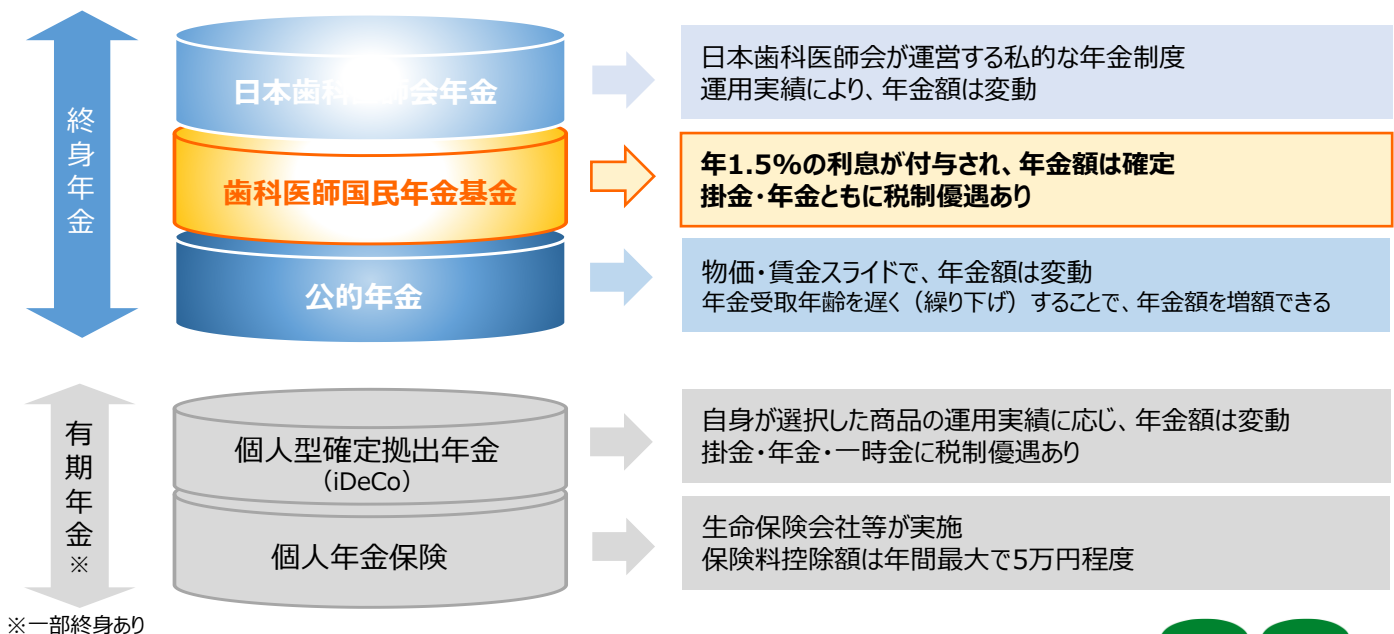 終身年金
日本歯科医師会年金
日本歯科医師会が運営する私的な年金制度
運用実績により、年金額は変動
歯科医師国民年金基金
年1.5%の利息が付与され、年金額は確定
掛金・年金ともに税制優遇あり
公的年金
物価・賃金スライドで、年金額は変動
年金受取年齢を遅く（繰り下げ）することで、年金額を増額できる
有期年金※
個人型確定拠出年金
（iDeCo）
自身が選択した商品の運用実績に応じ、年金額は変動
掛金・年金・一時金に税制優遇あり
個人年金保険
生命保険会社等が実施
保険料控除額は年間最大で5万円程度
※一部終身あり